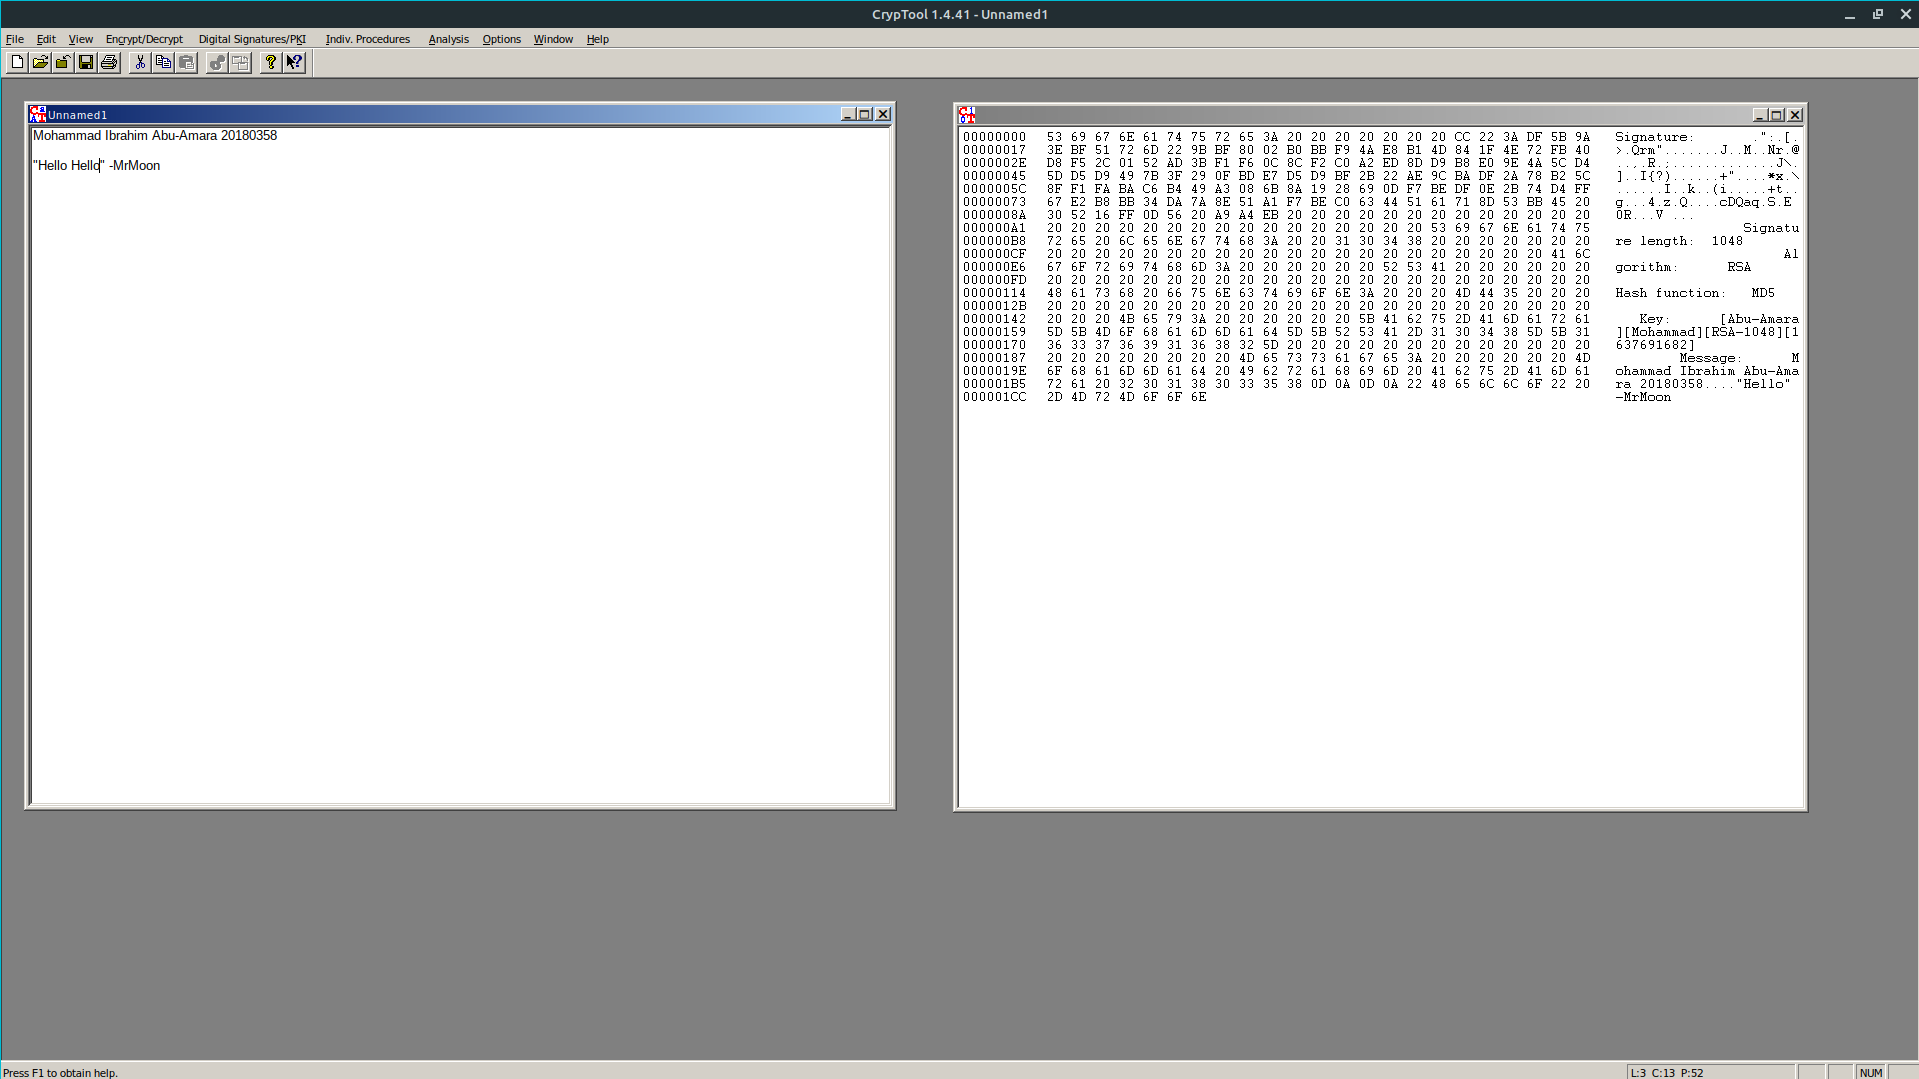 CrypTool 1.4.41 - Unnamed1
File Edit View Encrypt/Decrypt Digital Signatures/PKI Indiv. Procedures Analysis Options Window Help
Unnamed1
Mohammad Ibrahim Abu-Amara 20180358
"Hello Hello" -MrMoon
00000000 53 69 67 6E 61 74 75 72 65 3A 20 20 20 20 20 20 20 CC 22 3A DF 5B 9A Signature: .":.[.
00000017 3E BF 51 72 6D 22 9B BF 80 02 B0 BB F9 4A E8 B1 4D 84 1F 4E 72 FB 40 >.Qrm".......J..M..Nr.@
0000002E D8 F5 2C 01 52 AD 3B F1 F6 0C 8C F2 C0 A2 ED 8D D9 B8 E0 9E 4A 5C D4 ..,.R.;.............J\.
00000045 5D D5 D9 49 7B 3F 29 0F BD E7 D5 D9 BF 2B 22 AE 9C BA DF 2A 78 B2 5C ]..I{?)......+"....*x.\
0000005C 8F F1 FA BA C6 B4 49 A3 08 6B 8A 19 28 69 0D F7 BE DF 0E 2B 74 D4 FF ......I..k..(i.....+t..
00000073 67 E2 B8 BB 34 DA 7A 8E 51 A1 F7 BE C0 63 44 51 61 71 8D 53 BB 45 20 g...4.z.Q....cDQaq.S.E
0000008A 30 52 16 FF 0D 56 20 A9 A4 EB 20 20 20 20 20 20 20 20 20 20 20 20 20 0R...V ...
000000A1 20 20 20 20 20 20 20 20 20 20 20 20 20 20 20 20 53 69 67 6E 61 74 75 Signatu
000000B8 72 65 20 6C 65 6E 67 74 68 3A 20 20 31 30 34 38 20 20 20 20 20 20 20 re length: 1048
000000CF 20 20 20 20 20 20 20 20 20 20 20 20 20 20 20 20 20 20 20 20 20 41 6C Al
000000E6 67 6F 72 69 74 68 6D 3A 20 20 20 20 20 20 52 53 41 20 20 20 20 20 20 gorithm: RSA
000000FD 20 20 20 20 20 20 20 20 20 20 20 20 20 20 20 20 20 20 20 20 20 20 20
00000114 48 61 73 68 20 66 75 6E 63 74 69 6F 6E 3A 20 20 20 4D 44 35 20 20 20 Hash function: MD5
0000012B 20 20 20 20 20 20 20 20 20 20 20 20 20 20 20 20 20 20 20 20 20 20 20
00000142 20 20 20 4B 65 79 3A 20 20 20 20 20 20 5B 41 62 75 2D 41 6D 61 72 61 Key: [Abu-Amara
00000159 5D 5B 4D 6F 68 61 6D 6D 61 64 5D 5B 52 53 41 2D 31 30 34 38 5D 5B 31 ][Mohammad][RSA-1048][1
00000170 36 33 37 36 39 31 36 38 32 5D 20 20 20 20 20 20 20 20 20 20 20 20 20 637691682]
00000187 20 20 20 20 20 20 20 20 4D 65 73 73 61 67 65 3A 20 20 20 20 20 20 4D Message: M
0000019E 6F 68 61 6D 6D 61 64 20 49 62 72 61 68 69 6D 20 41 62 75 2D 41 6D 61 ohammad Ibrahim Abu-Ama
000001B5 72 61 20 32 30 31 38 30 33 35 38 0D 0A 0D 0A 22 48 65 6C 6C 6F 22 20 ra 20180358...."Hello"
000001CC 2D 4D 72 4D 6F 6F 6E -MrMoon
Press F1 to obtain help.
L:3 C:13 P:52 NUM